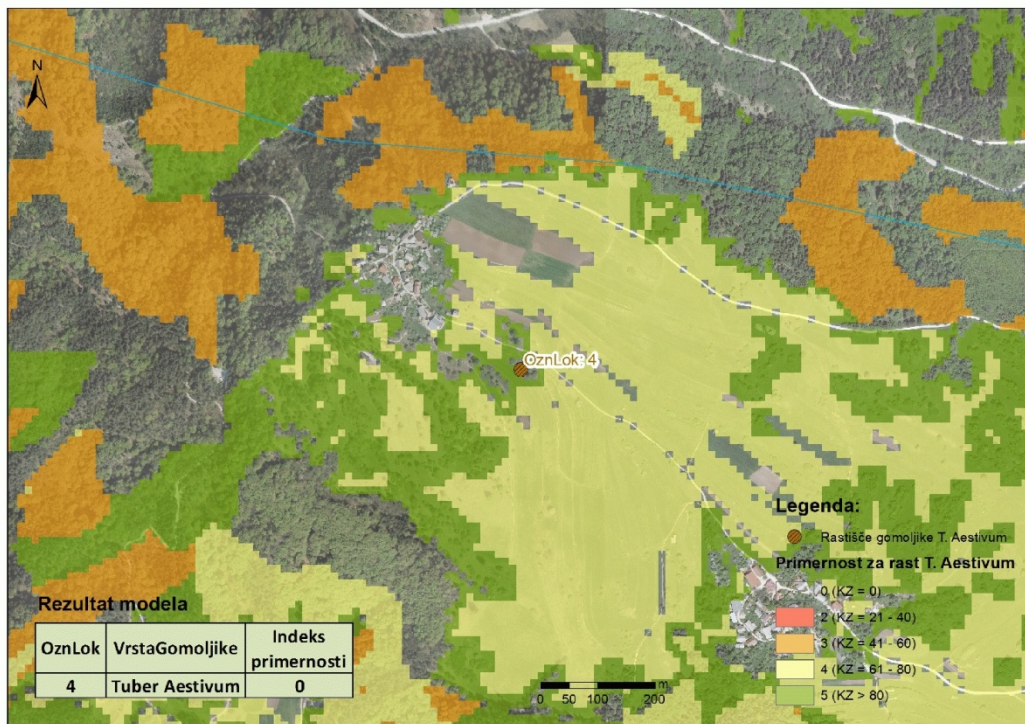 N
OznLok: 4
Legenda:
Rastišče gomoljike T. Aestivum
Primernost za rast T. Aestivum
0 (KZ = 0)
2 (KZ = 21 - 40)
3 (KZ = 41 - 60)
4 (KZ = 61 - 80)
5 (KZ > 80)
Rezultat modela
OznLok VrstaGomoljike Indeks primernosti
4 Tuber Aestivum 0
m
0 50 100 200